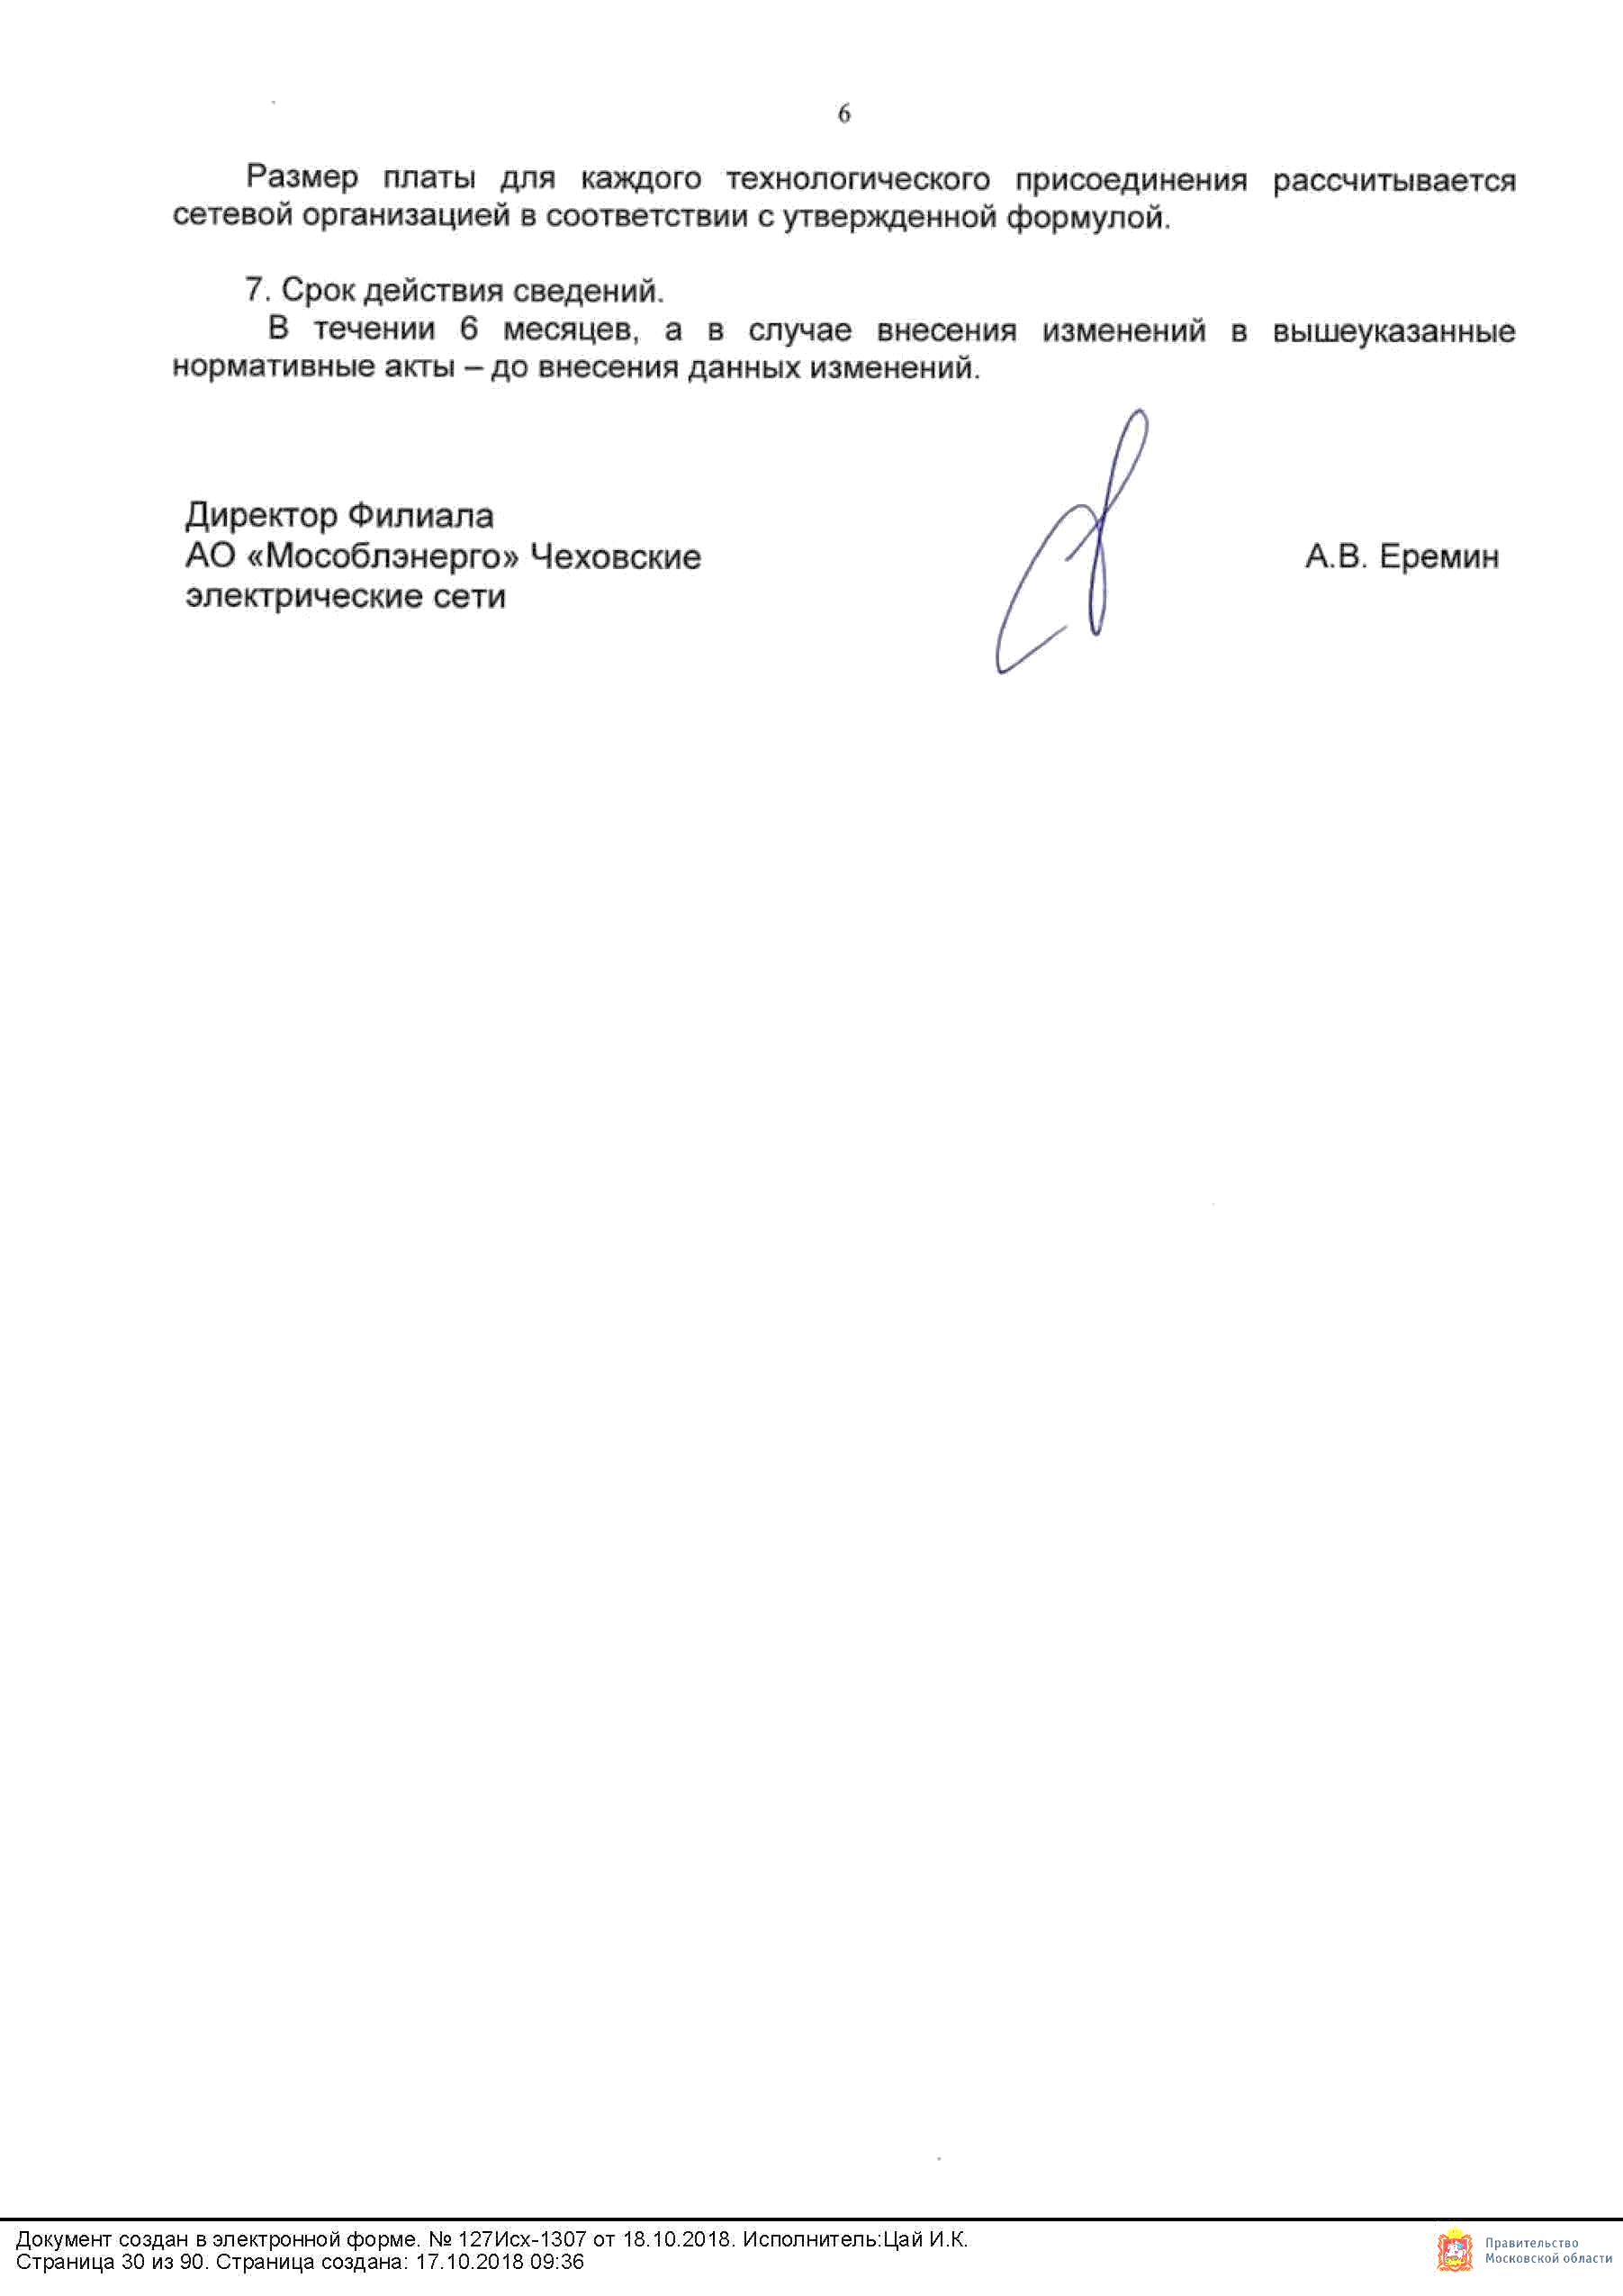 6
Размер платы для каждого технологического присоединения рассчитывается
сетевой организацией в соответствии с утвержденной формулой.
7. Срок действия сведений.
В течении 6 месяцев, а в случае внесения изменений в вышеуказанные
нормативные акты – до внесения данных изменений.
Директор Филиала
АО «Мособлэнерго» Чеховские
электрические сети
А.В. Еремин
Документ создан в электронной форме. № 127Исх-1307 от 18.10.2018. Исполнитель:Цай И.К.
Страница 30 из 90. Страница создана: 17.10.2018 09:36
Правительство
Московской области